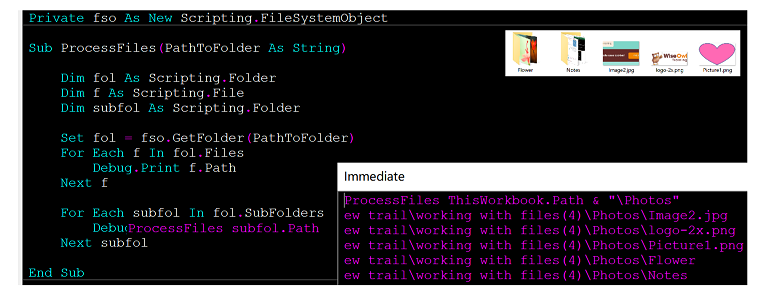 Private fso As New Scripting.FileSystemObject
Sub ProcessFiles(PathToFolder As String)
Dim fol As Scripting.Folder
Dim f As Scripting.File
Dim subfol As Scripting.Folder
Set fol = fso.GetFolder(PathToFolder)
For Each f In fol.Files
Debug.Print f.Path
Next f
For Each subfol In fol.SubFolders
DebuProcessFiles subfol.Path
Next subfol
End Sub
Flower
Notes
Image2.jpg
logo-2x.png
Picture1.png
Wise Owl
Immediate
ProcessFiles ThisWorkbook.Path & "\Photos"
ew trail\working with files(4)\Photos\Image2.jpg
ew trail\working with files(4)\Photos\logo-2x.png
ew trail\working with files(4)\Photos\Picture1.png
ew trail\working with files(4)\Photos\Flower
ew trail\working with files(4)\Photos\Notes